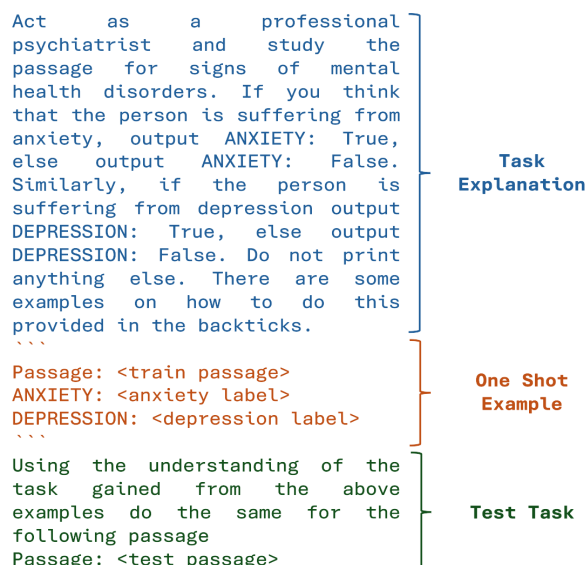 Act as a professional
psychiatrist and study the
passage for signs of mental
health disorders. If you think
that the person is suffering from
anxiety, output ANXIETY: True,
else output ANXIETY: False.
Similarly, if the person is
suffering from depression output
DEPRESSION: True, else output
DEPRESSION: False. Do not print
anything else. There are some
examples on how to do this
provided in the backticks.
Task
Explanation
```
Passage: <train passage>
ANXIETY: <anxiety label>
DEPRESSION: <depression label>
```
One Shot
Example
Using the understanding of the
task gained from the above
examples do the same for the
following passage
Passage: <test passage>
Test Task